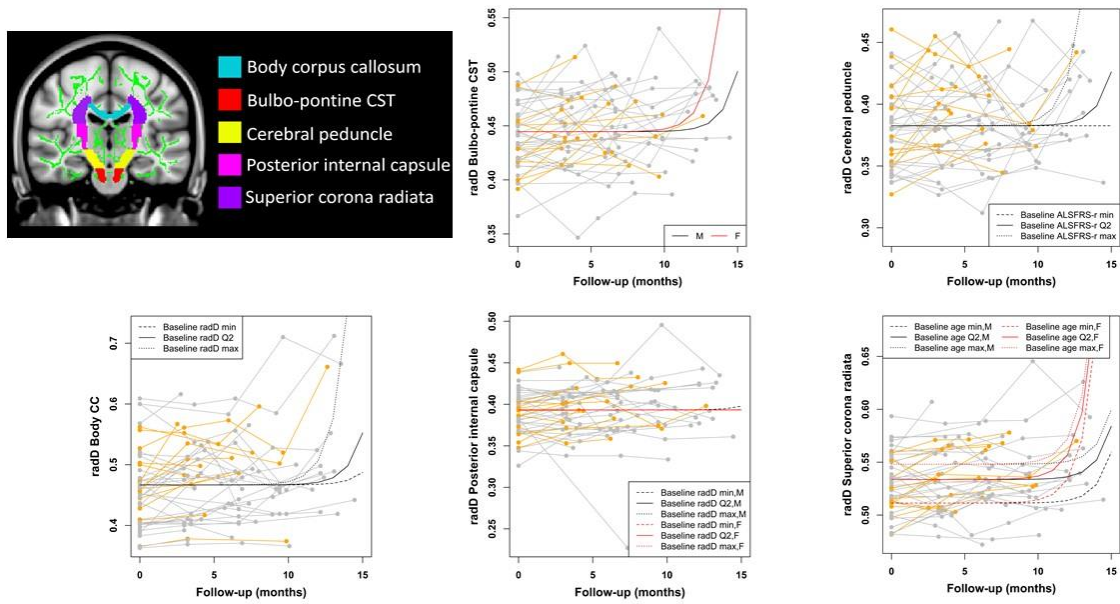 Body corpus callosum
Bulbo-pontine CST
Cerebral peduncle
Posterior internal capsule
Superior corona radiata
radD Bulbo-pontine CST
0.55
0.50
0.45
0.40
0.35
M F
0 5 10 15
Follow-up (months)
radD Cerebral peduncle
0.45
0.40
0.35
0.30
Baseline ALSFRS-r min
Baseline ALSFRS-r Q2
Baseline ALSFRS-r max
0 5 10 15
Follow-up (months)
radD Body CC
0.7
0.6
0.5
0.4
Baseline radD min
Baseline radD Q2
Baseline radD max
0 5 10 15
Follow-up (months)
radD Posterior internal capsule
0.50
0.45
0.40
0.35
0.30
0.25
Baseline radD min,M
Baseline radD Q2,M
Baseline radD max,M
Baseline radD min,F
Baseline radD Q2,F
Baseline radD max,F
0 5 10 15
Follow-up (months)
radD Superior corona radiata
0.65
0.60
0.55
0.50
Baseline age min,M Baseline age min,F
Baseline age Q2,M Baseline age Q2,F
Baseline age max,M Baseline age max,F
0 5 10 15
Follow-up (months)